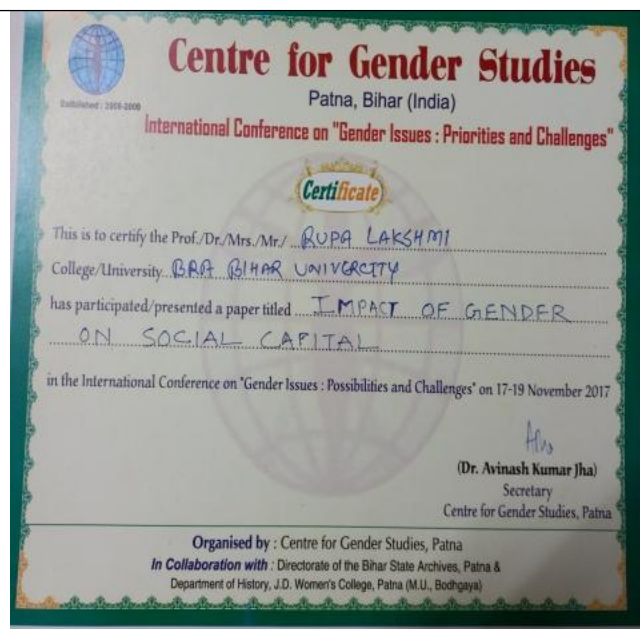 Centre for Gender Studies
Established : 2005-2006
Patna, Bihar (India)
International Conference on "Gender Issues : Priorities and Challenges"
Certificate
This is to certify the Prof./Dr./Mrs./Mr./ RUPA LAKSHMI
College/University BRA BIHAR UNIVERCITY
has participated/presented a paper titled IMPACT OF GENDER
ON SOCIAL CAPITAL
in the International Conference on "Gender Issues : Possibilities and Challenges" on 17-19 November 2017
(Dr. Avinash Kumar Jha)
Secretary
Centre for Gender Studies, Patna
Organised by : Centre for Gender Studies, Patna
In Collaboration with : Directorate of the Bihar State Archives, Patna &
Department of History, J.D. Women's College, Patna (M.U., Bodhgaya)